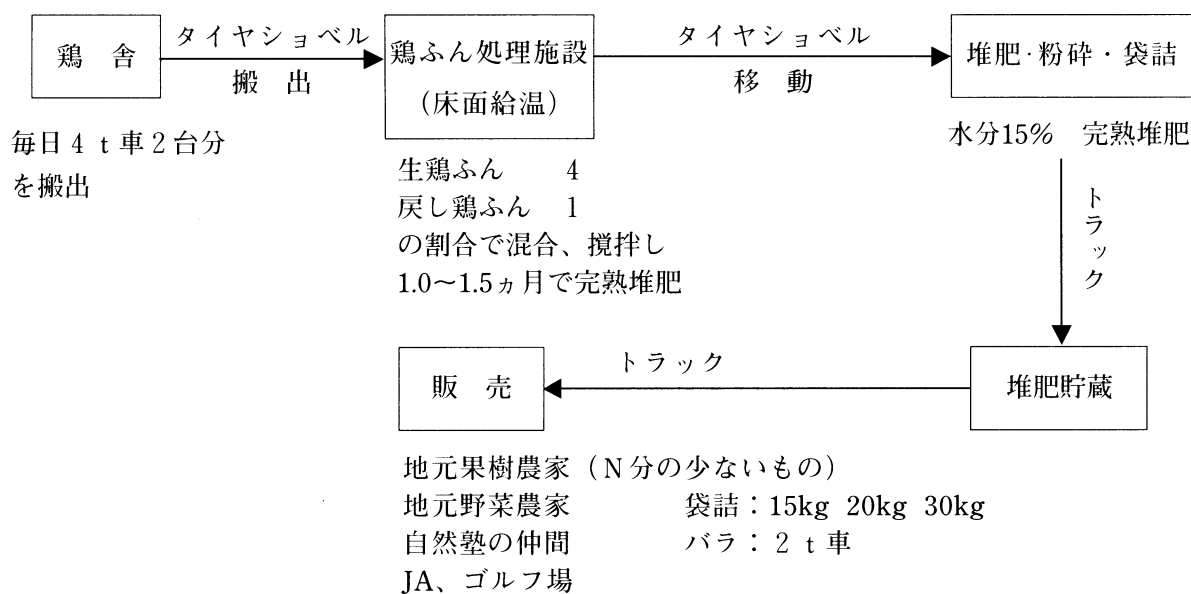 鶏 舎
タイヤショベル
搬 出
鶏ふん処理施設
(床面給温)
タイヤショベル
移 動
堆肥・粉砕・袋詰
毎日4t車2台分
を搬出
生鶏ふん 4
戻し鶏ふん 1
の割合で混合、撹拌し
1.0〜1.5ヵ月で完熟堆肥
水分15% 完熟堆肥
トラック
堆肥貯蔵
トラック
販 売
地元果樹農家(N分の少ないもの)
地元野菜農家 袋詰:15kg 20kg 30kg
自然塾の仲間 バラ:2t車
JA、ゴルフ場